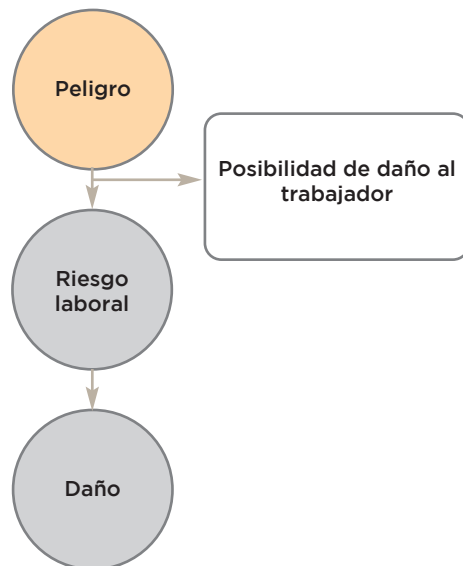 Peligro
Posibilidad de daño al
trabajador
Riesgo
laboral
Daño